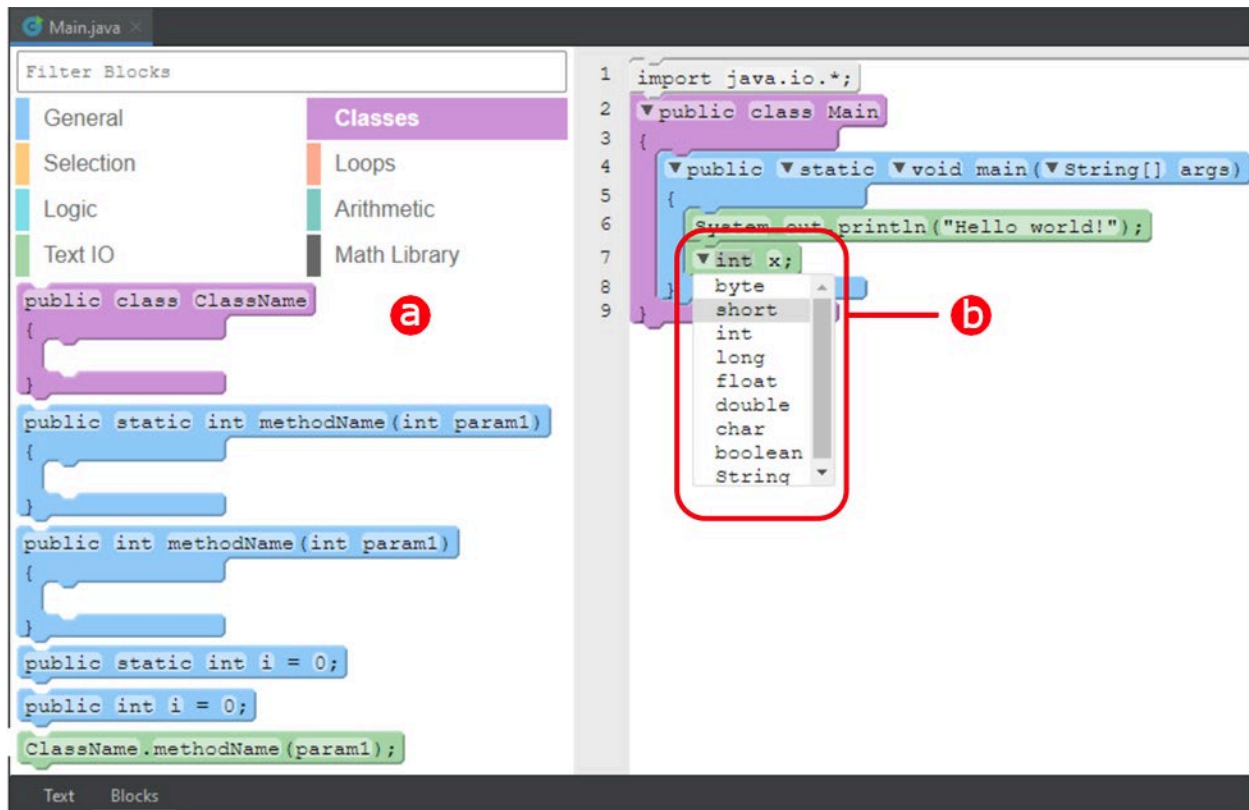 Main.java ×
Filter Blocks
General Classes
Selection Loops
Logic Arithmetic
Text IO Math Library
public class ClassName
{
}
a
public static int methodName(int param1)
{
}
public int methodName(int param1)
{
}
public static int i = 0;
public int i = 0;
ClassName.methodName(param1);
1 import java.io.*;
2 public class Main
3 {
4 public static void main(String[] args)
5 {
6 System.out.println("Hello world!");
7 int x;
8 }
9 }
byte
short
int
long
float
double
char
boolean
String
b
Text Blocks